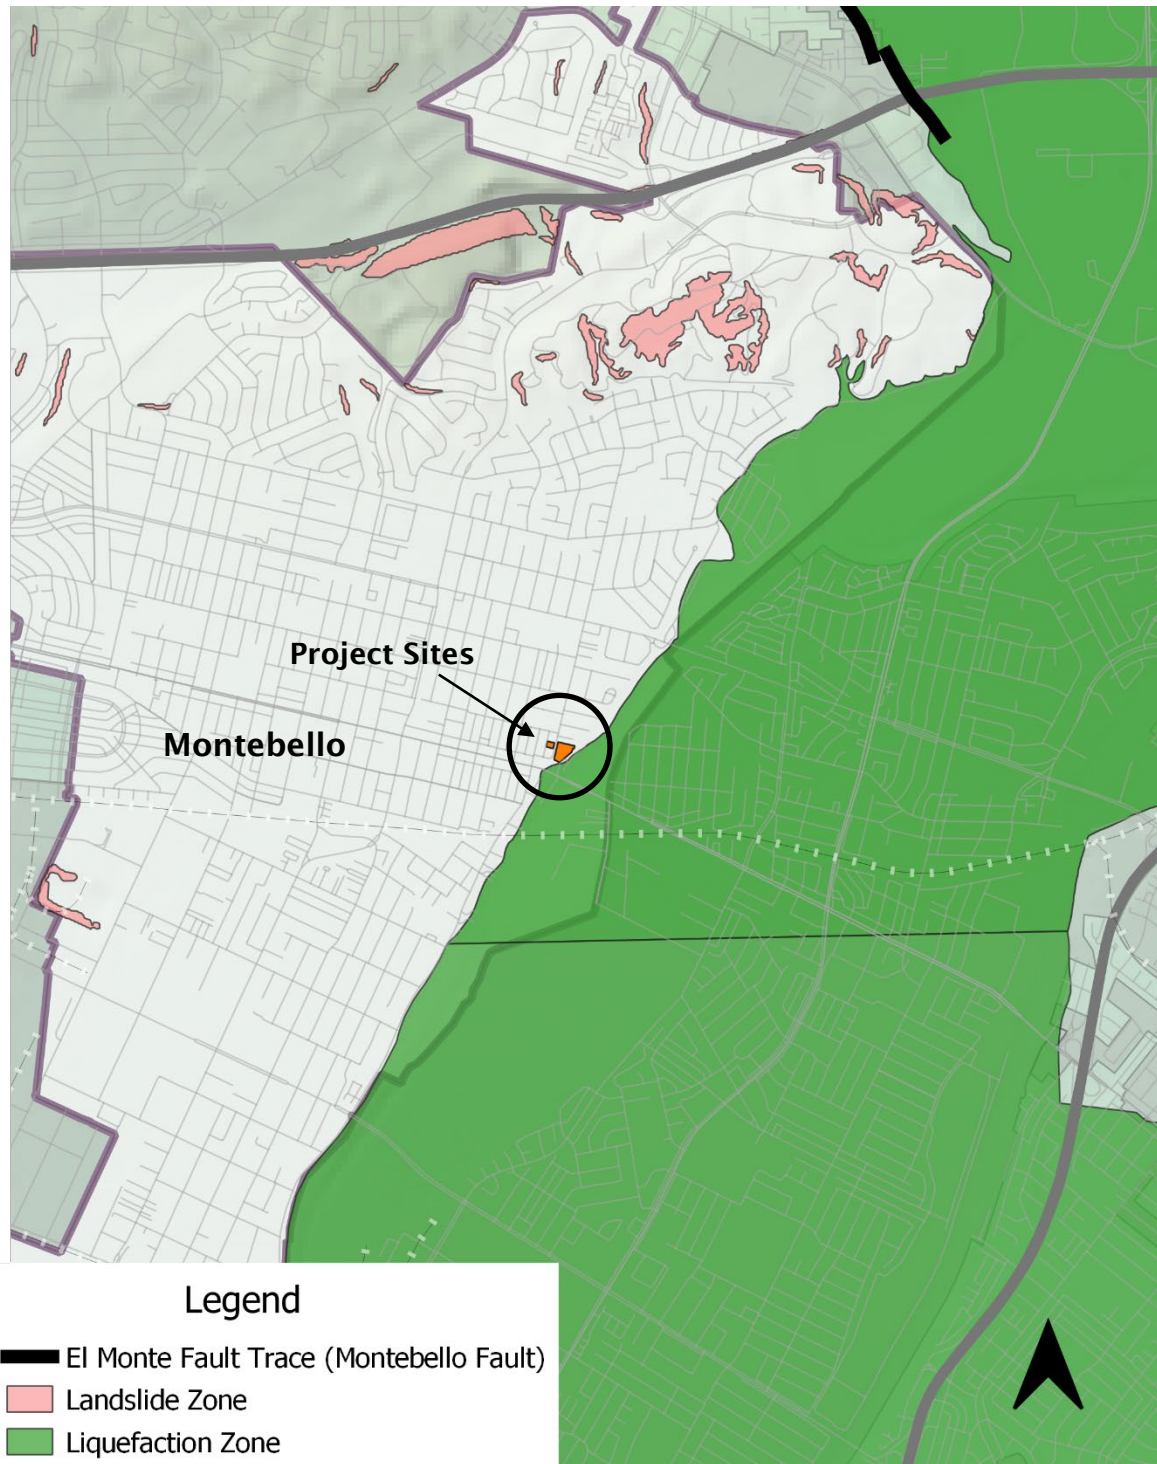 Project Sites
Montebello
Legend
El Monte Fault Trace (Montebello Fault)
Landslide Zone
Liquefaction Zone